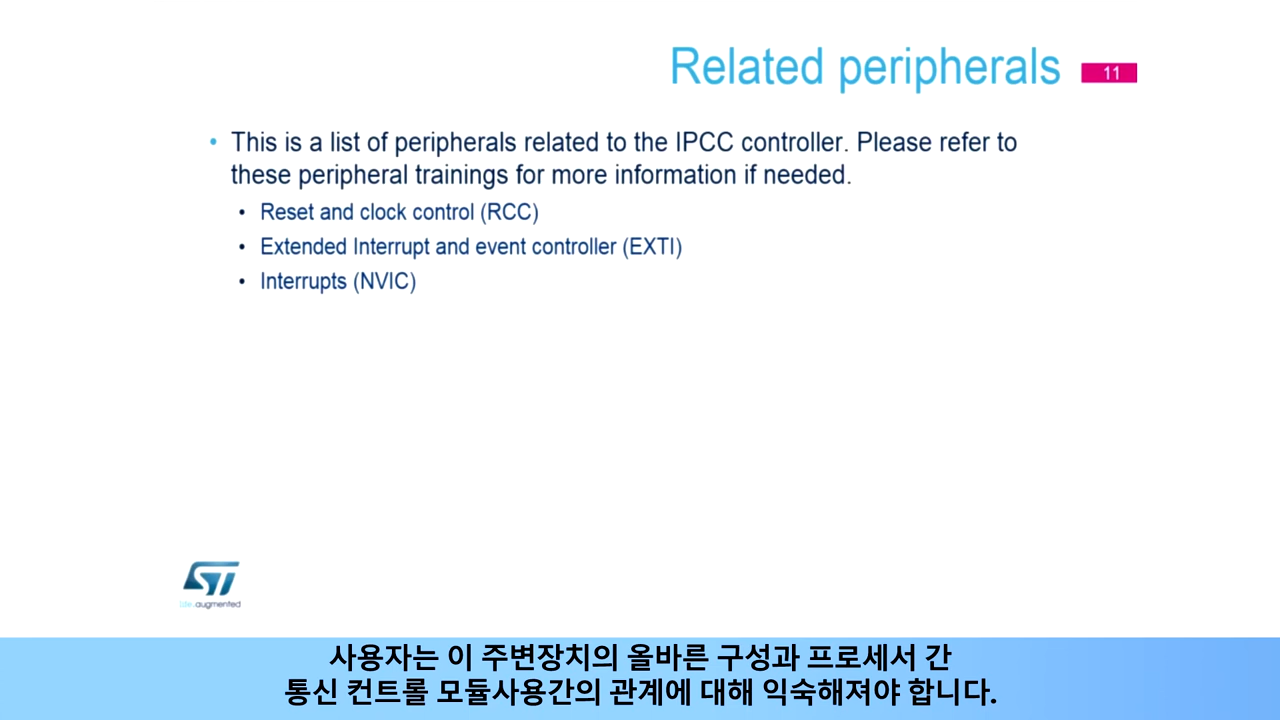 Related peripherals
11
• This is a list of peripherals related to the IPCC controller. Please refer to
these peripheral trainings for more information if needed.
• Reset and clock control (RCC)
• Extended Interrupt and event controller (EXTI)
• Interrupts (NVIC)
ST
life.augmented
사용자는 이 주변장치의 올바른 구성과 프로세서 간
통신 컨트롤 모듈사용간의 관계에 대해 익숙해져야 합니다.